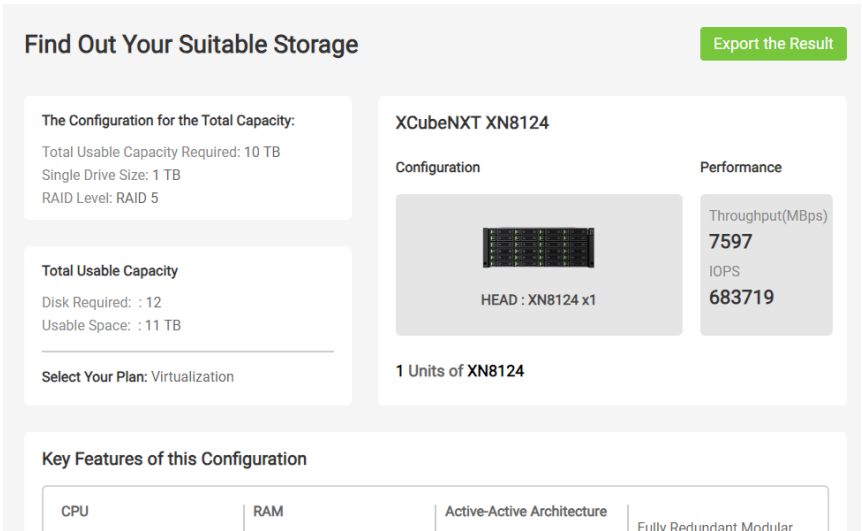 Find Out Your Suitable Storage
Export the Result
The Configuration for the Total Capacity:
Total Usable Capacity Required: 10 TB
Single Drive Size: 1 TB
RAID Level: RAID 5
Total Usable Capacity
Disk Required: : 12
Usable Space: : 11 TB
Select Your Plan: Virtualization
XCubeNXT XN8124
Configuration
HEAD : XN8124 x1
Performance
Throughput(MBps)
7597
IOPS
683719
1 Units of XN8124
Key Features of this Configuration
CPU
RAM
Active-Active Architecture
Fully Redundant Modular